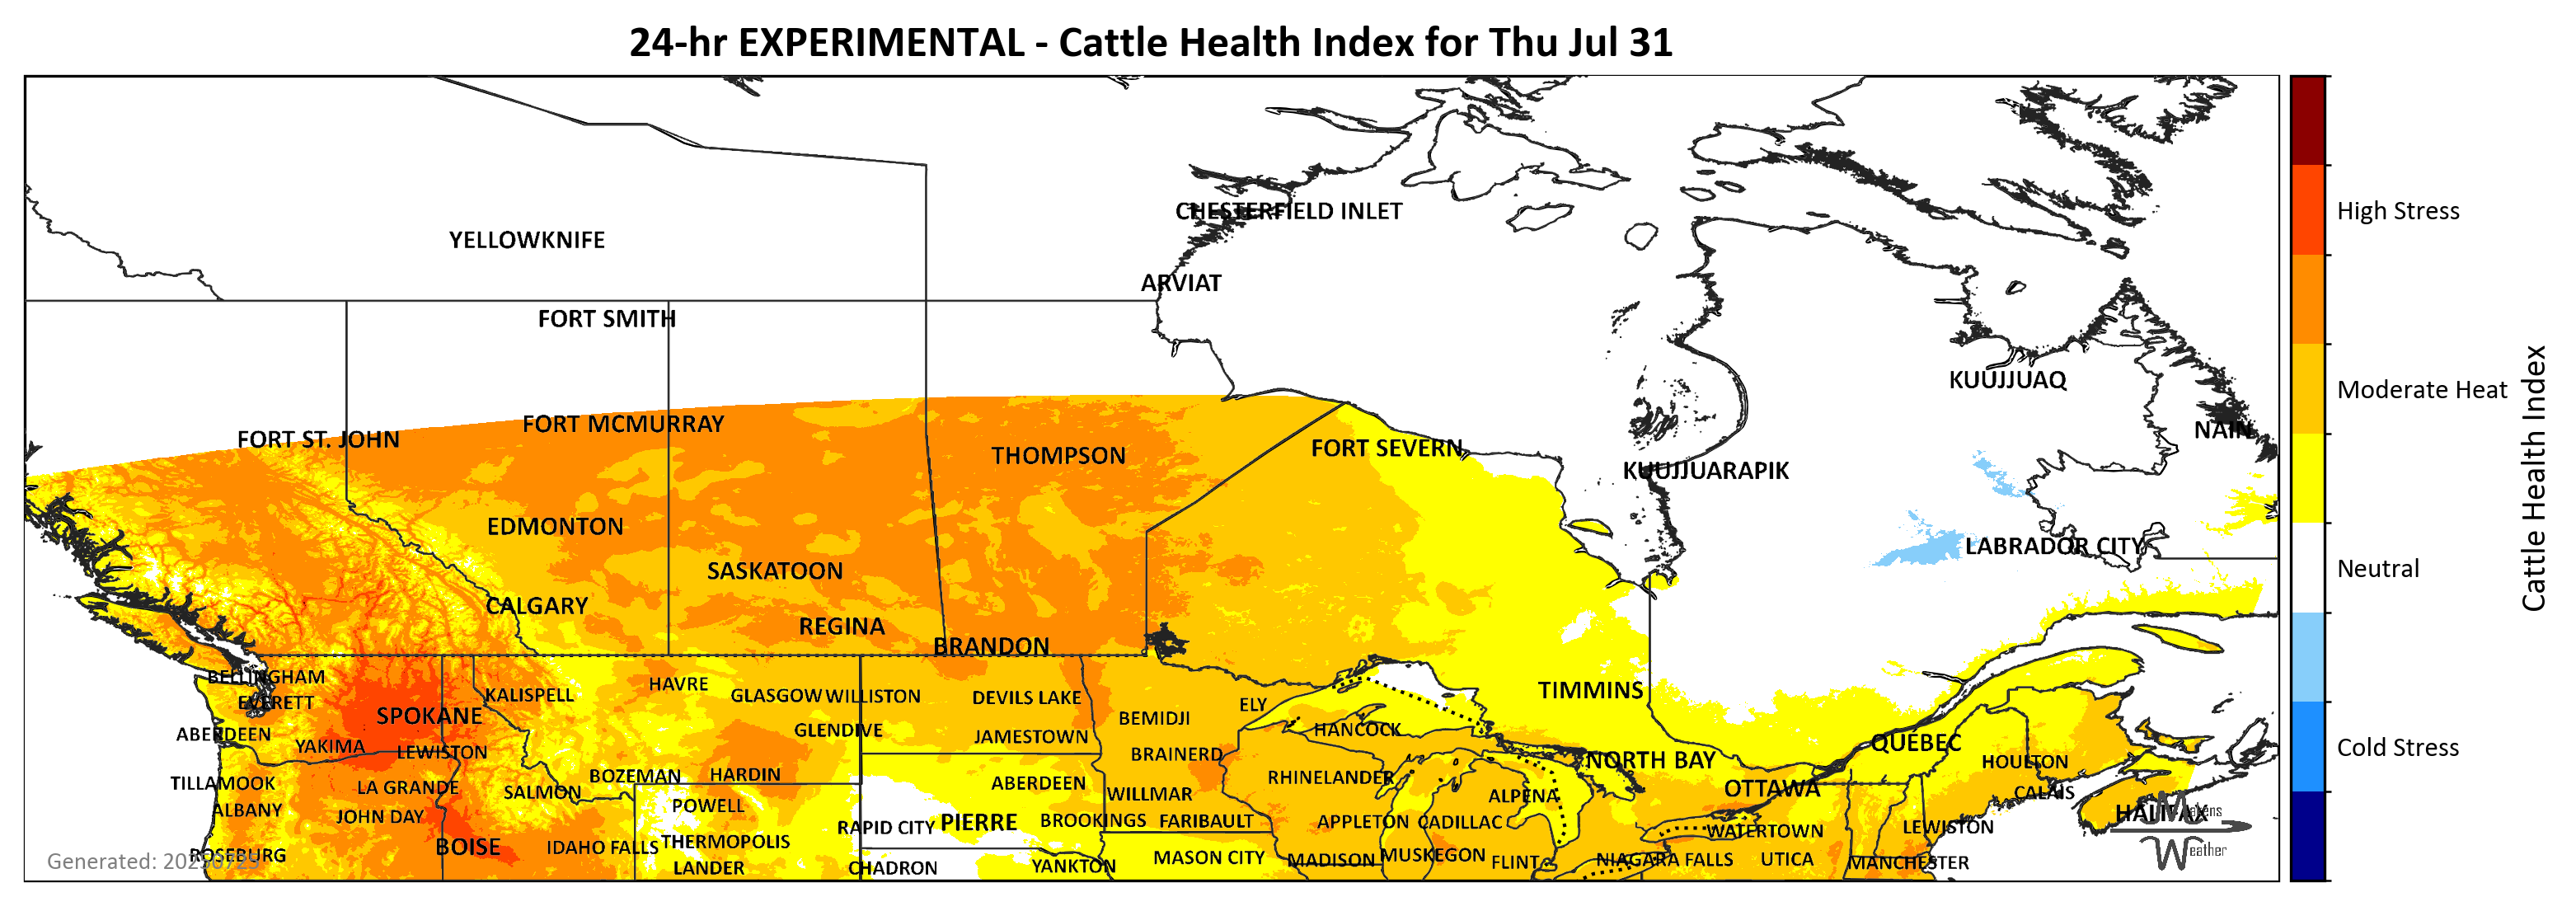 24-hr EXPERIMENTAL - Cattle Health Index for Thu Jul 31
CHESTERFIELD INLET
YELLOWKNIFE
ARVIAT
FORT SMITH
KUUJJUAQ
FORT MCMURRAY
NAIN
FORT ST. JOHN
FORT SEVERN
THOMPSON
KUUJJUARAPIK
EDMONTON
LABRADOR CITY
SASKATOON
CALGARY
REGINA
BRANDON
BELLINGHAM
HAVRE
TIMMINS
KALISPELL
GLASGOW
WILLISTON
DEVILS LAKE
EVERETT
ELY
SPOKANE
BEMIDJI
HANCOCK
GLENDIVE
ABERDEEN
JAMESTOWN
QUEBEC
YAKIMA
LEWISTON
BRAINERD
NORTH BAY
HOULTON
BOZEMAN
HARDIN
RHINELANDER
TILLAMOOK
LA GRANDE
SALMON
ABERDEEN
OTTAWA
WILLMAR
ALPENA
CALAIS
POWELL
ALBANY
JOHN DAY
HALIFAX
Makens
Weather
RAPID CITY
PIERRE
BROOKINGS
FARIBAULT
APPLETON
CADILLAC
WATERTOWN
LEWISTON
BOISE
IDAHO FALLS
THERMOPOLIS
ROSEBURG
MASON CITY
MADISON
MUSKEGON
FLINT
NIAGARA FALLS
UTICA
MANCHESTER
LANDER
CHADRON
YANKTON
High Stress
Moderate Heat
Neutral
Cold Stress
Cattle Health Index
Generated: